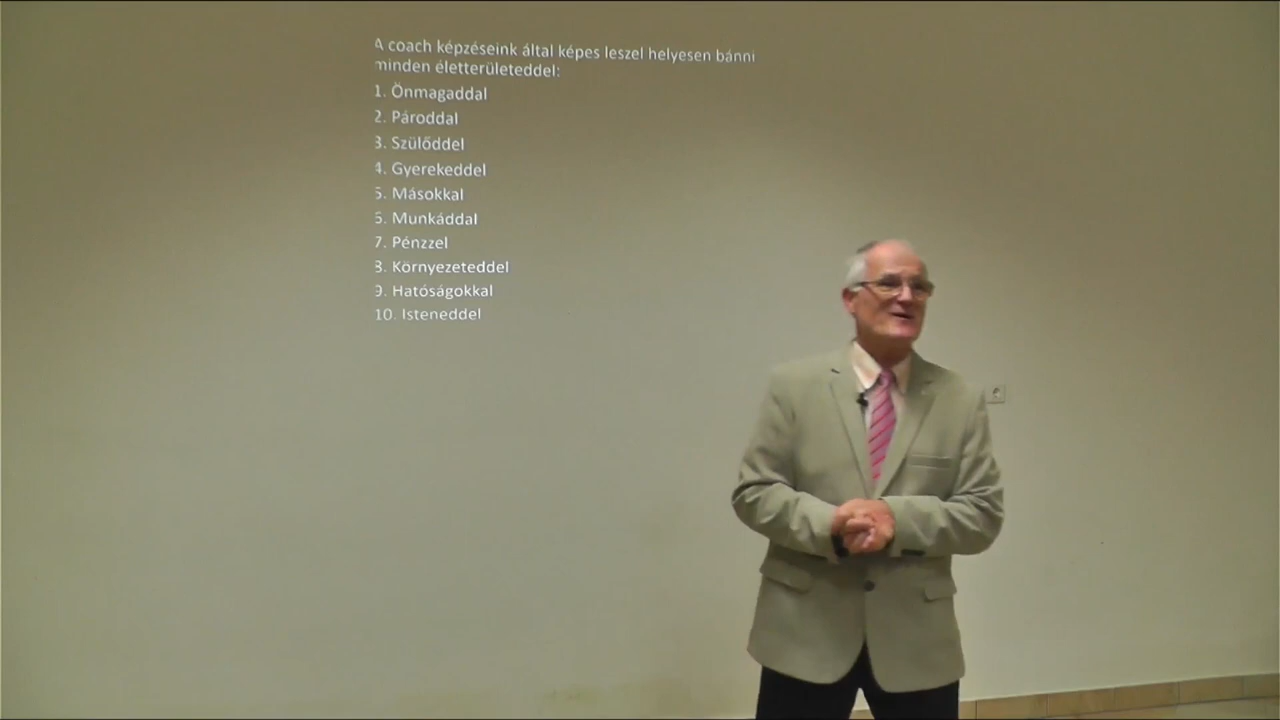 A coach képzéseink által képes leszel helyesen bánni
minden életterületeddel:
1. Önmagaddal
2. Pároddal
3. Szülőddel
4. Gyerekeddel
5. Másokkal
6. Munkáddal
7. Pénzzel
8. Környezeteddel
9. Hatóságokkal
10. Isteneddel